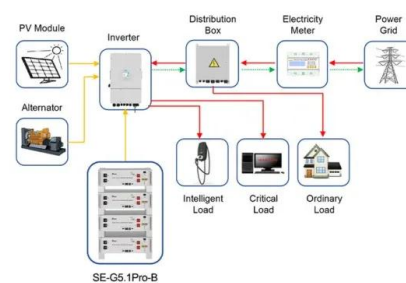 PV Module
Inverter
Distribution
Box
Electricity
Meter
Power
Grid
Alternator
Intelligent
Load
Critical
Load
Ordinary
Load
SE-G5.1Pro-B